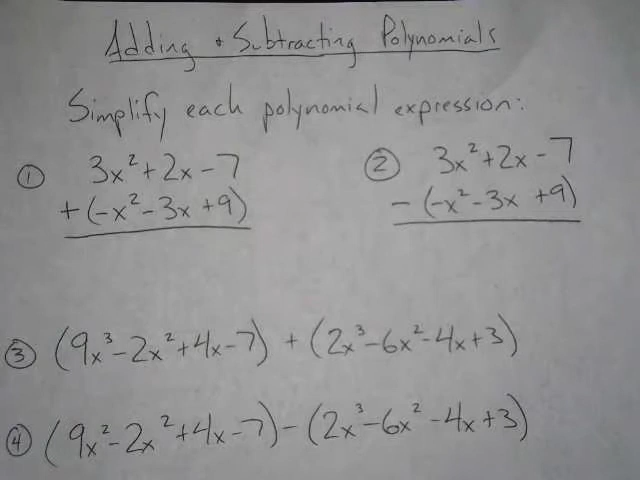 Adding + Subtracting Polynomials
Simplify each polynomial expression:
① 3x² + 2x - 7
+ (-x² - 3x + 9)
② 3x² + 2x - 7
- (-x² - 3x + 9)
③ (9x³ - 2x² + 4x - 7) + (2x³ - 6x² - 4x + 3)
④ (9x² - 2x² + 4x - 7) - (2x³ - 6x² - 4x + 3)